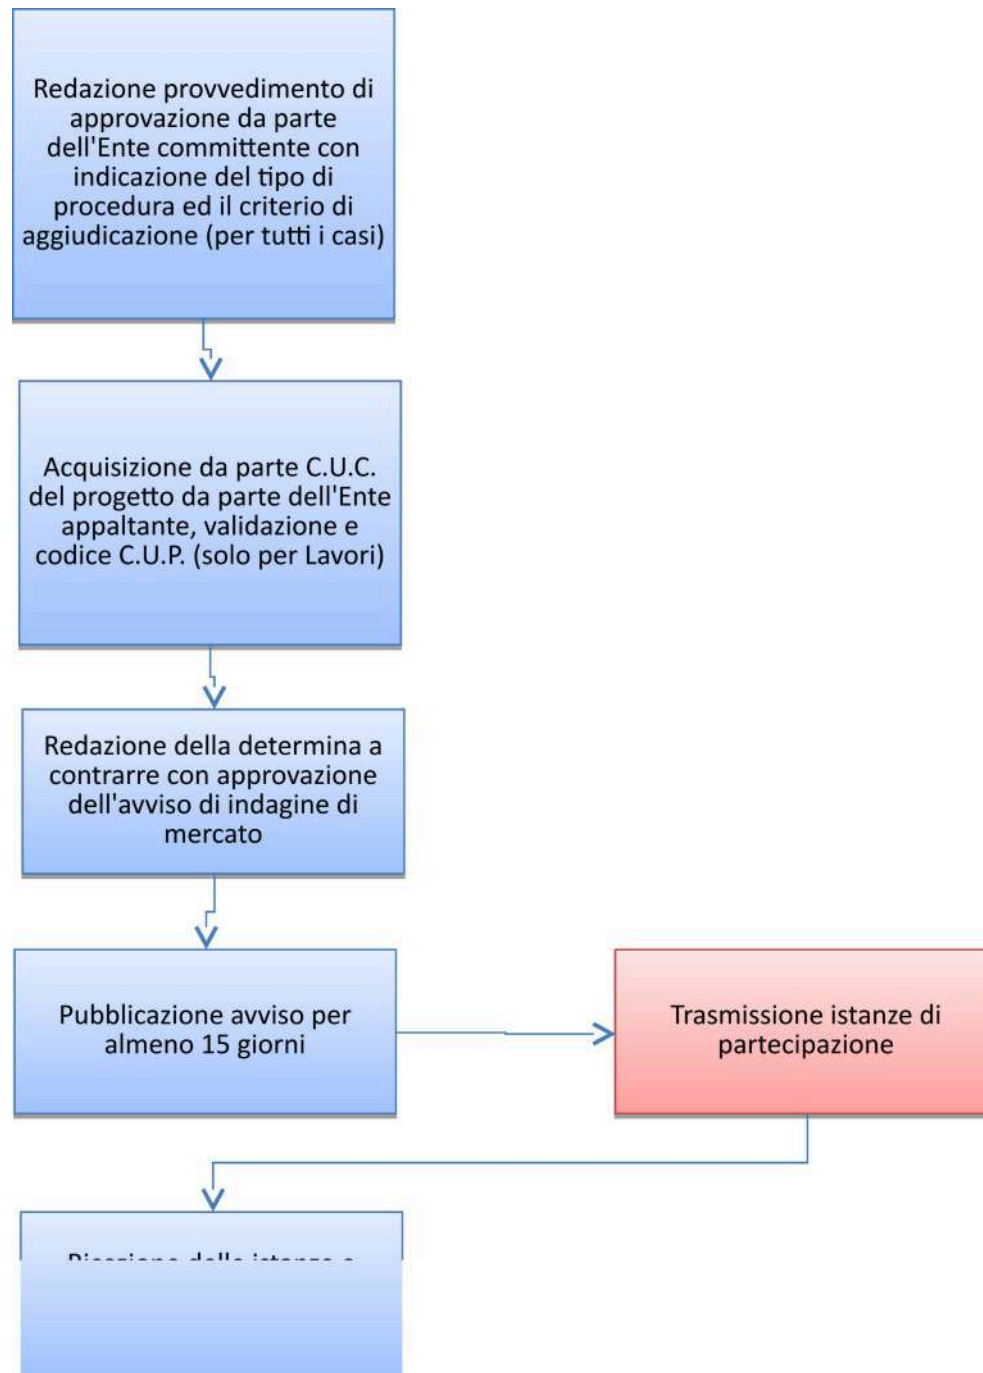 Redazione provvedimento di
approvazione da parte
dell'Ente committente con
indicazione del tipo di
procedura ed il criterio di
aggiudicazione (per tutti i casi)
Acquisizione da parte C.U.C.
del progetto da parte dell'Ente
appaltante, validazione e
codice C.U.P. (solo per Lavori)
Redazione della determina a
contrarre con approvazione
dell'avviso di indagine di
mercato
Pubblicazione avviso per
almeno 15 giorni
Trasmissione istanze di
partecipazione